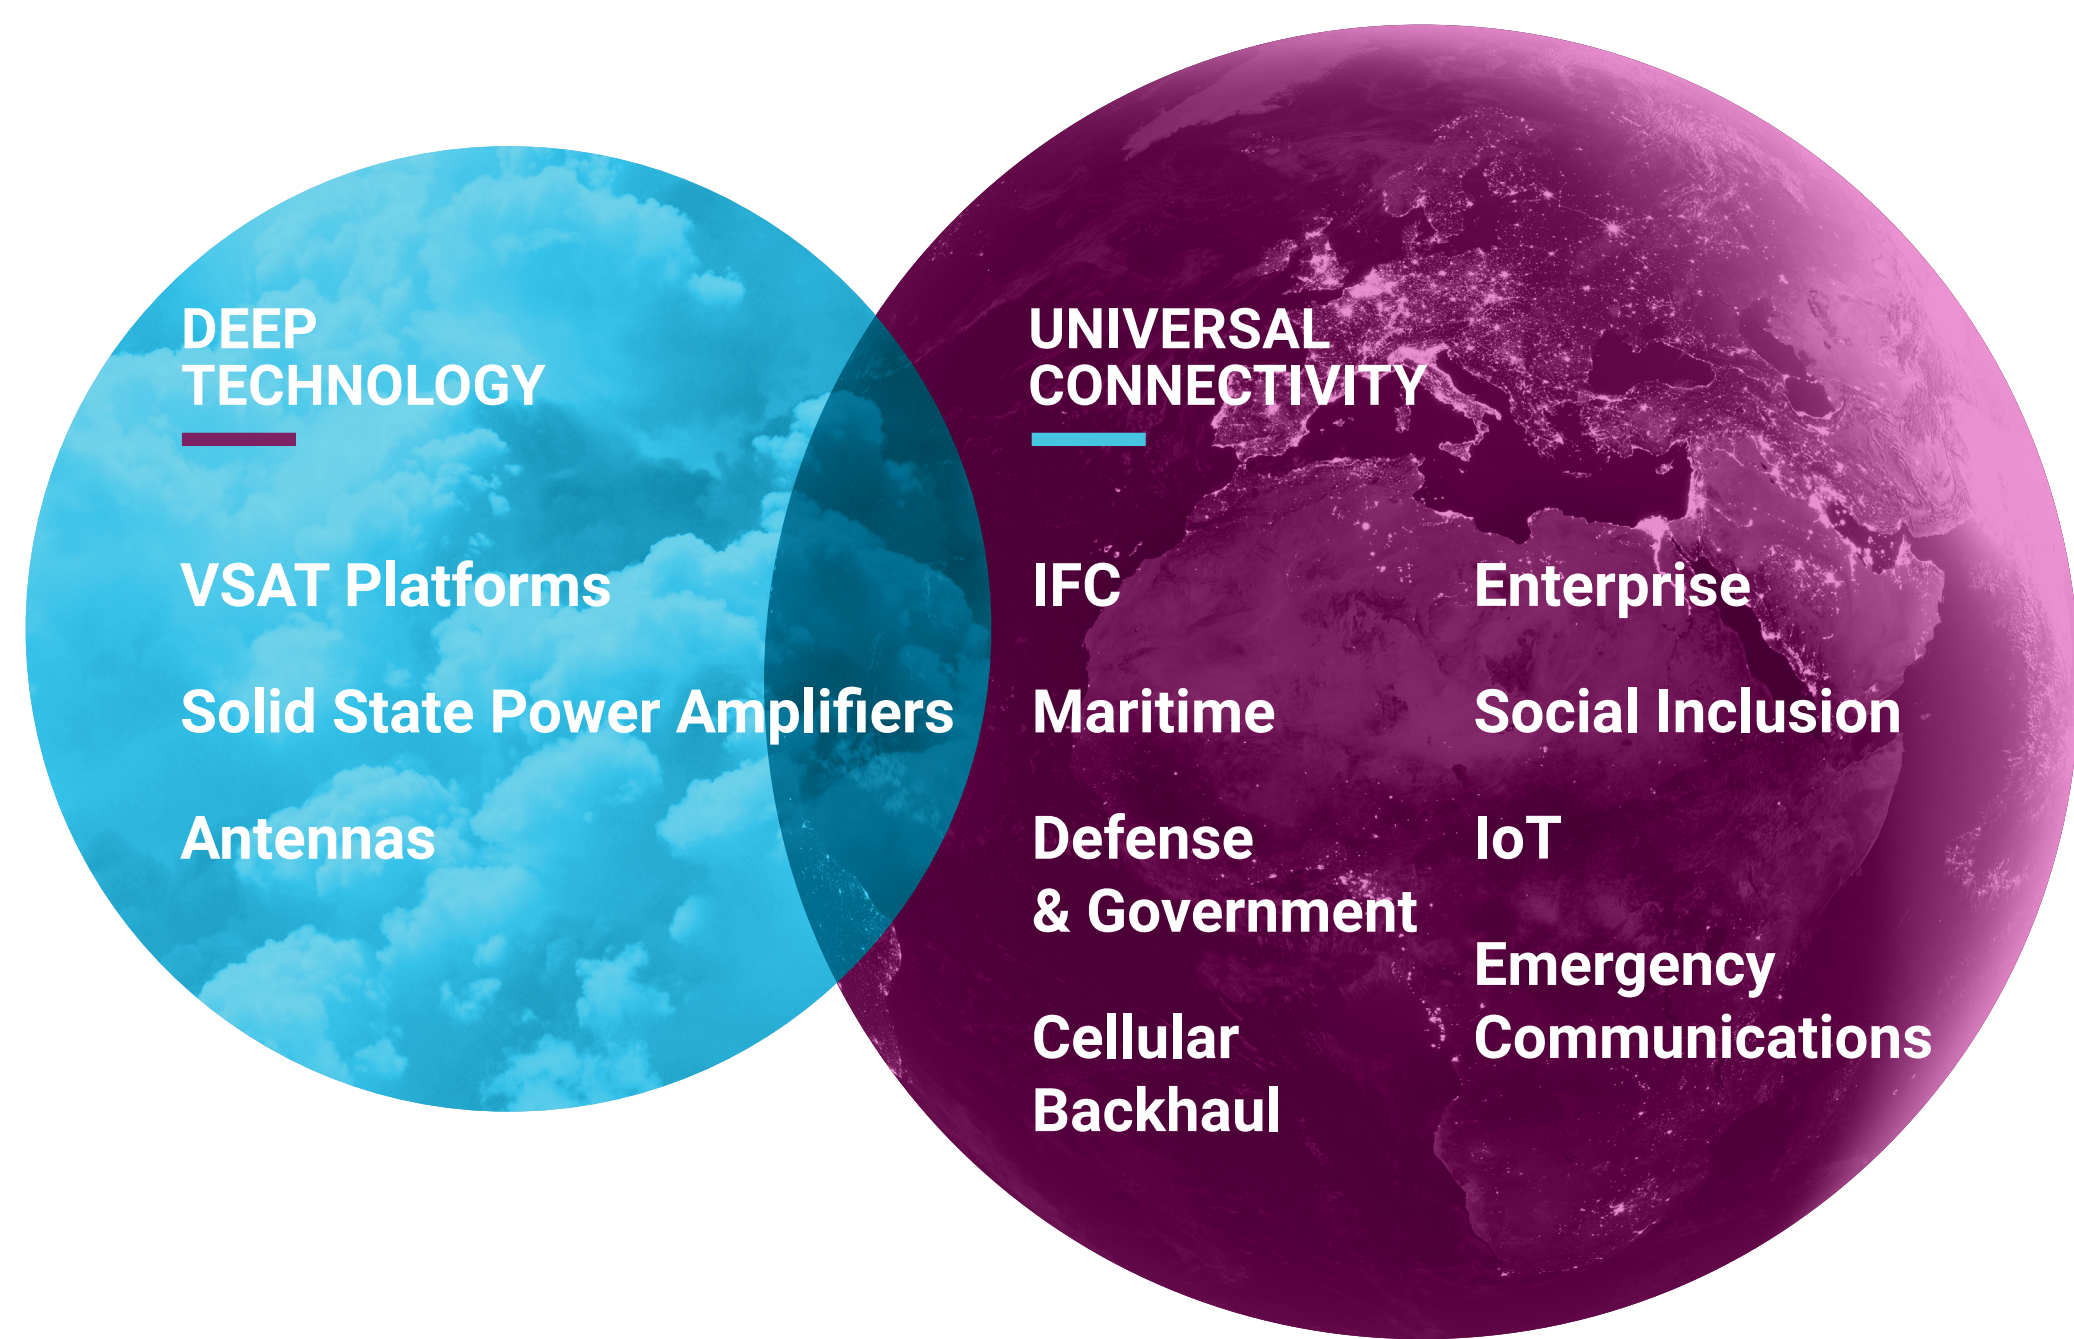 DEEP
TECHNOLOGY
VSAT Platforms
Solid State Power Amplifiers
Antennas
UNIVERSAL
CONNECTIVITY
IFC
Maritime
Defense
& Government
Cellular
Backhaul
Enterprise
Social Inclusion
IoT
Emergency
Communications